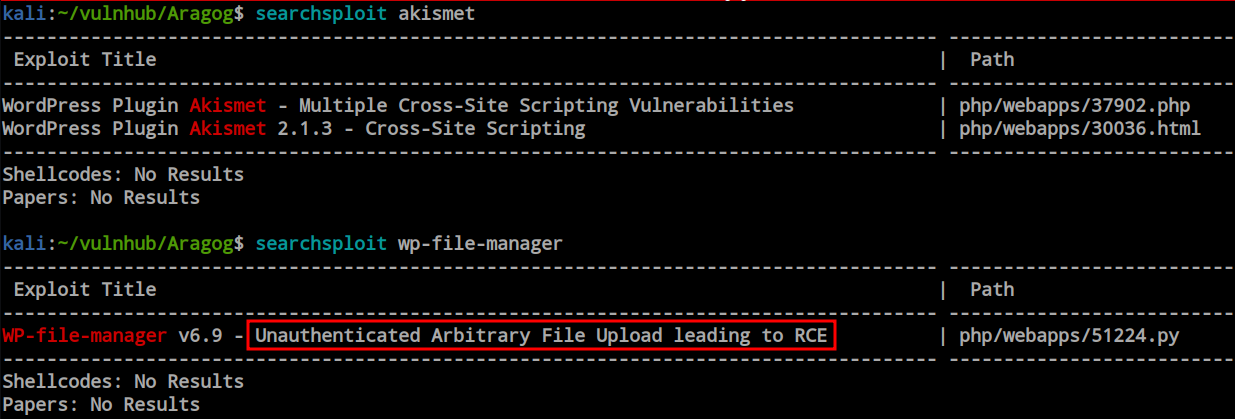 kali:~/vulnhub/Aragog$ searchsploit akismet
---------------------------------------------------------------------------------- ---------------------------------
Exploit Title | Path
---------------------------------------------------------------------------------- ---------------------------------
WordPress Plugin Akismet - Multiple Cross-Site Scripting Vulnerabilities | php/webapps/37902.php
WordPress Plugin Akismet 2.1.3 - Cross-Site Scripting | php/webapps/30036.html
---------------------------------------------------------------------------------- ---------------------------------
Shellcodes: No Results
Papers: No Results
kali:~/vulnhub/Aragog$ searchsploit wp-file-manager
---------------------------------------------------------------------------------- ---------------------------------
Exploit Title | Path
---------------------------------------------------------------------------------- ---------------------------------
WP-file-manager v6.9 - Unauthenticated Arbitrary File Upload leading to RCE | php/webapps/51224.py
---------------------------------------------------------------------------------- ---------------------------------
Shellcodes: No Results
Papers: No Results